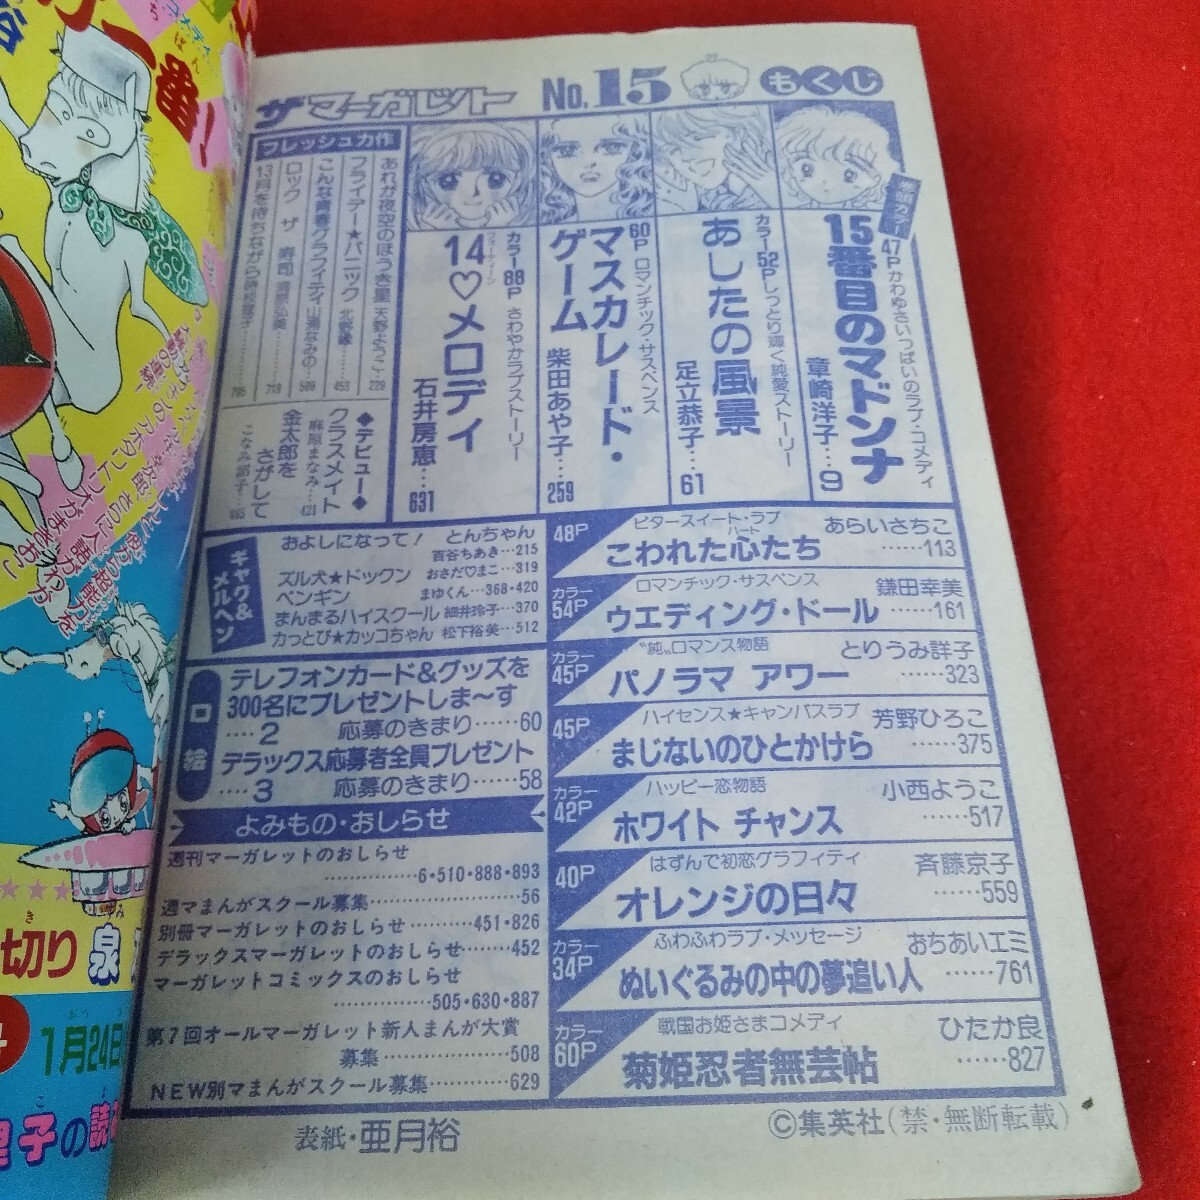 ザ マーガレット No.15 もくじ
巻頭カラー
47P かわゆさいっぱいのラブ・コメディ
15番目のマドンナ
章崎洋子…9
カラー52P しっとり輝く純愛ストーリー
あしたの風景
足立恭子…61
60P ロマンチック・サスペンス
マスカレード・ゲーム
柴田あや子…259
カラー88P さわやかラブストーリー
14♡メロディ
フォーティーン
石井房恵…631
フレッシュ力作
あれが夜空のほうき星 天野ようこ…229
フライデー★パニック 北野緑…453
こんな青春グラフィティ 山瀬なみの…589
ロック ザ 寿司 清原弘美…719
13月を待ちながら
795
◆デビュー◆
クラスメイト
麻原まなみ…421
金太郎をさがして
ギャグ&メルヘン
およしになって! とんちゃん
百谷ちあき…215
ズル犬★ドックン おさだ♡まこ…319
ペンギン まゆくん…368・420
まんまるハイスクール 細井玲子…370
かっとび★カッコちゃん 松下裕美…512
48P ビタースイート・ラブ あらいさちこ
こわれた心たち ……113
ハート
カラー54P ロマンチック・サスペンス 鎌田幸美
ウエディング・ドール ……161
カラー45P “純”ロマンス物語 とりうみ詳子
パノラマ アワー ……323
45P ハイセンス★キャンパスラブ 芳野ひろこ
まじないのひとかけら ……375
カラー42P ハッピー恋物語 小西ようこ
ホワイト チャンス ……517
40P はずんで初恋グラフィティ 斉藤京子
オレンジの日々 ……559
カラー34P ふわふわラブ・メッセージ おちあいエミ
ぬいぐるみの中の夢追い人 ……761
カラー60P 戦国お姫さまコメディ ひたか良
菊姫忍者無芸帖 ……827
口絵
テレフォンカード&グッズを
300名にプレゼントしま〜す
…2 応募のきまり……60
デラックス応募者全員プレゼント
…3 応募のきまり……58
よみもの・おしらせ
週刊マーガレットのおしらせ
……6・510・888・893
週マまんがスクール募集……56
別冊マーガレットのおしらせ……451・826
デラックスマーガレットのおしらせ……452
マーガレットコミックスのおしらせ
……505・630・887
第7回オールマーガレット新人まんが大賞
募集……508
NEW別マまんがスクール募集……629
表紙・亜月裕
©集英社(禁・無断転載)
番!
切り 泉
1月24日